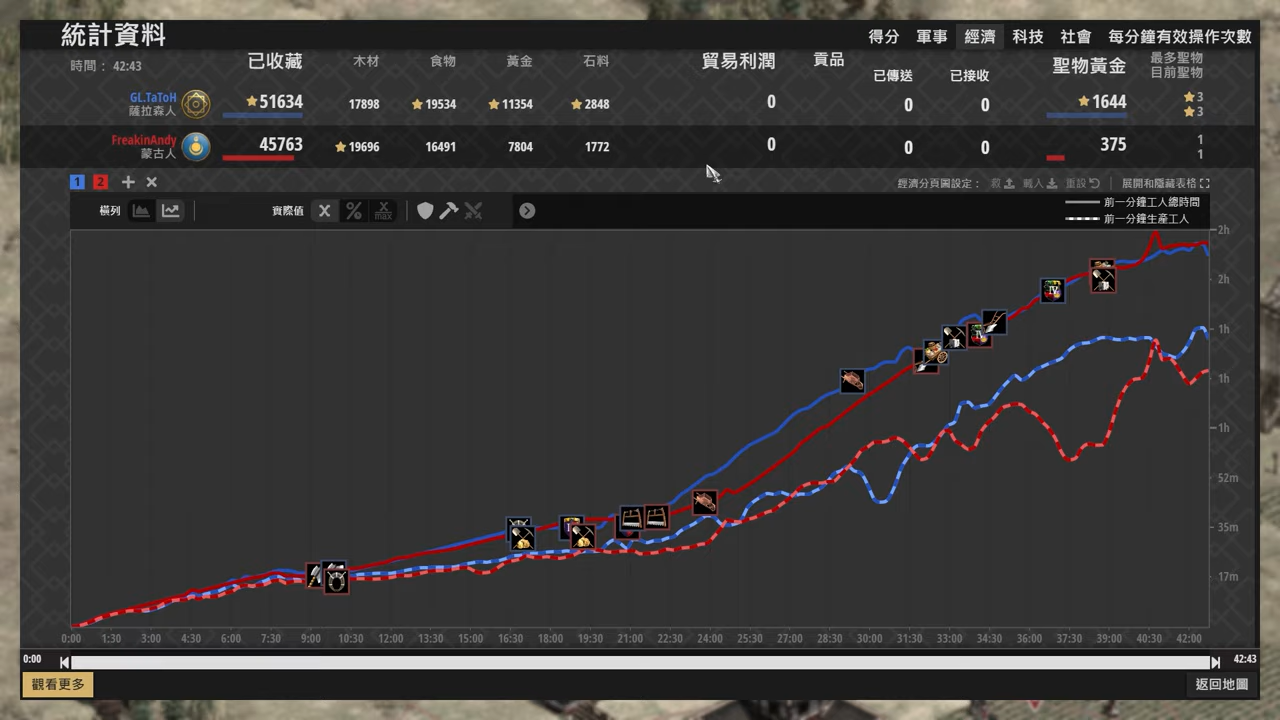 統計資料
得分 軍事 經濟 科技 社會 每分鐘有效操作次數
時間: 42:43
已收藏 木材 食物 黃金 石料 貿易利潤 貢品 已傳送 已接收 聖物黃金 最多聖物 目前聖物
GL.TaToH
薩拉森人
51634 17898 19534 11354 2848 0 0 0 1644 3 3
FreakinAndy
蒙古人
45763 19696 16491 7804 1772 0 0 0 375 1 1
1 2
經濟分頁圖設定: 載入 重設 展開和隱藏表格
橫列 實際值 X % X/max
前一分鐘工人總時間
前一分鐘生產工人
2h
2h
1h
1h
1h
52m
35m
17m
0:00 1:30 3:00 4:30 6:00 7:30 9:00 10:30 12:00 13:30 15:00 16:30 18:00 19:30 21:00 22:30 24:00 25:30 27:00 28:30 30:00 31:30 33:00 34:30 36:00 37:30 39:00 40:30 42:00
0:00 42:43
觀看更多 返回地圖